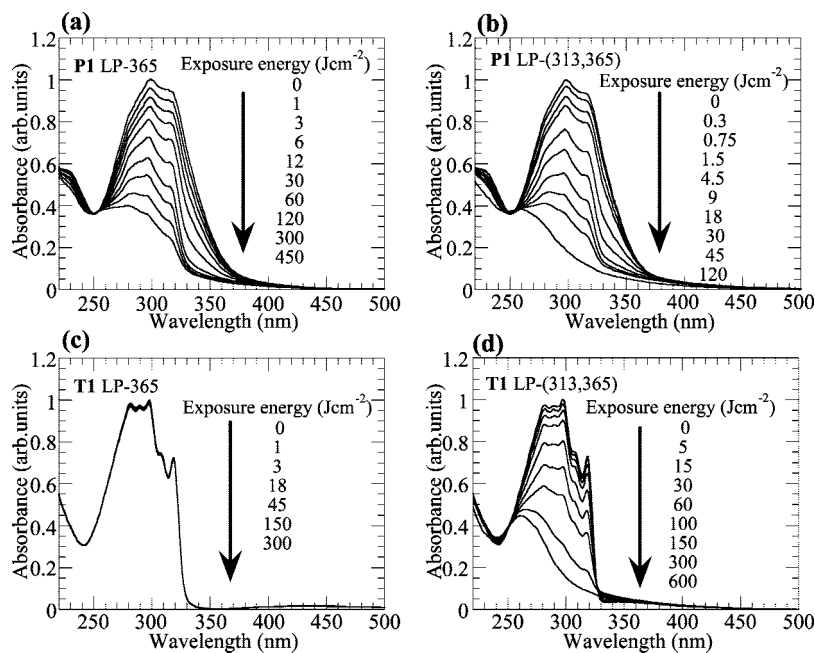 (a)
P1 LP-365
Exposure energy (Jcm-2)
0
1
3
6
12
30
60
120
300
450
1.2
1
0.8
0.6
0.4
0.2
0
Absorbance (arb.units)
250 300 350 400 450 500
Wavelength (nm)
(b)
P1 LP-(313,365)
Exposure energy (Jcm-2)
0
0.3
0.75
1.5
4.5
9
18
30
45
120
1.2
1
0.8
0.6
0.4
0.2
0
Absorbance (arb.units)
250 300 350 400 450 500
Wavelength (nm)
(c)
T1 LP-365
Exposure energy (Jcm-2)
0
1
3
18
45
150
300
1.2
1
0.8
0.6
0.4
0.2
0
Absorbance (arb.units)
250 300 350 400 450 500
Wavelength (nm)
(d)
T1 LP-(313,365)
Exposure energy (Jcm-2)
0
5
15
30
60
100
150
300
600
1.2
1
0.8
0.6
0.4
0.2
0
Absorbance (arb.units)
250 300 350 400 450 500
Wavelength (nm)